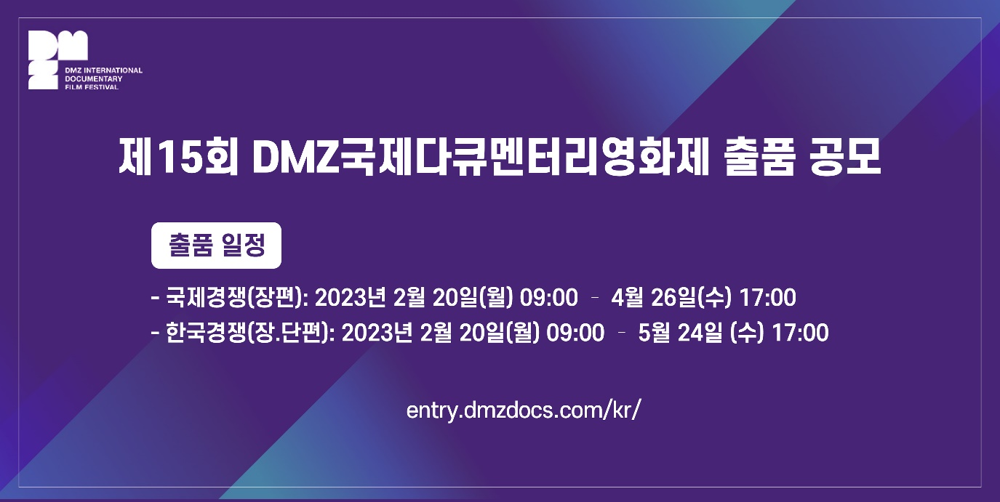 DMZ
DMZ INTERNATIONAL
DOCUMENTARY
FILM FESTIVAL
제15회 DMZ국제다큐멘터리영화제 출품 공모
출품 일정
- 국제경쟁(장편): 2023년 2월 20일(월) 09:00 - 4월 26일(수) 17:00
- 한국경쟁(장.단편): 2023년 2월 20일(월) 09:00 - 5월 24일 (수) 17:00
entry.dmzdocs.com/kr/